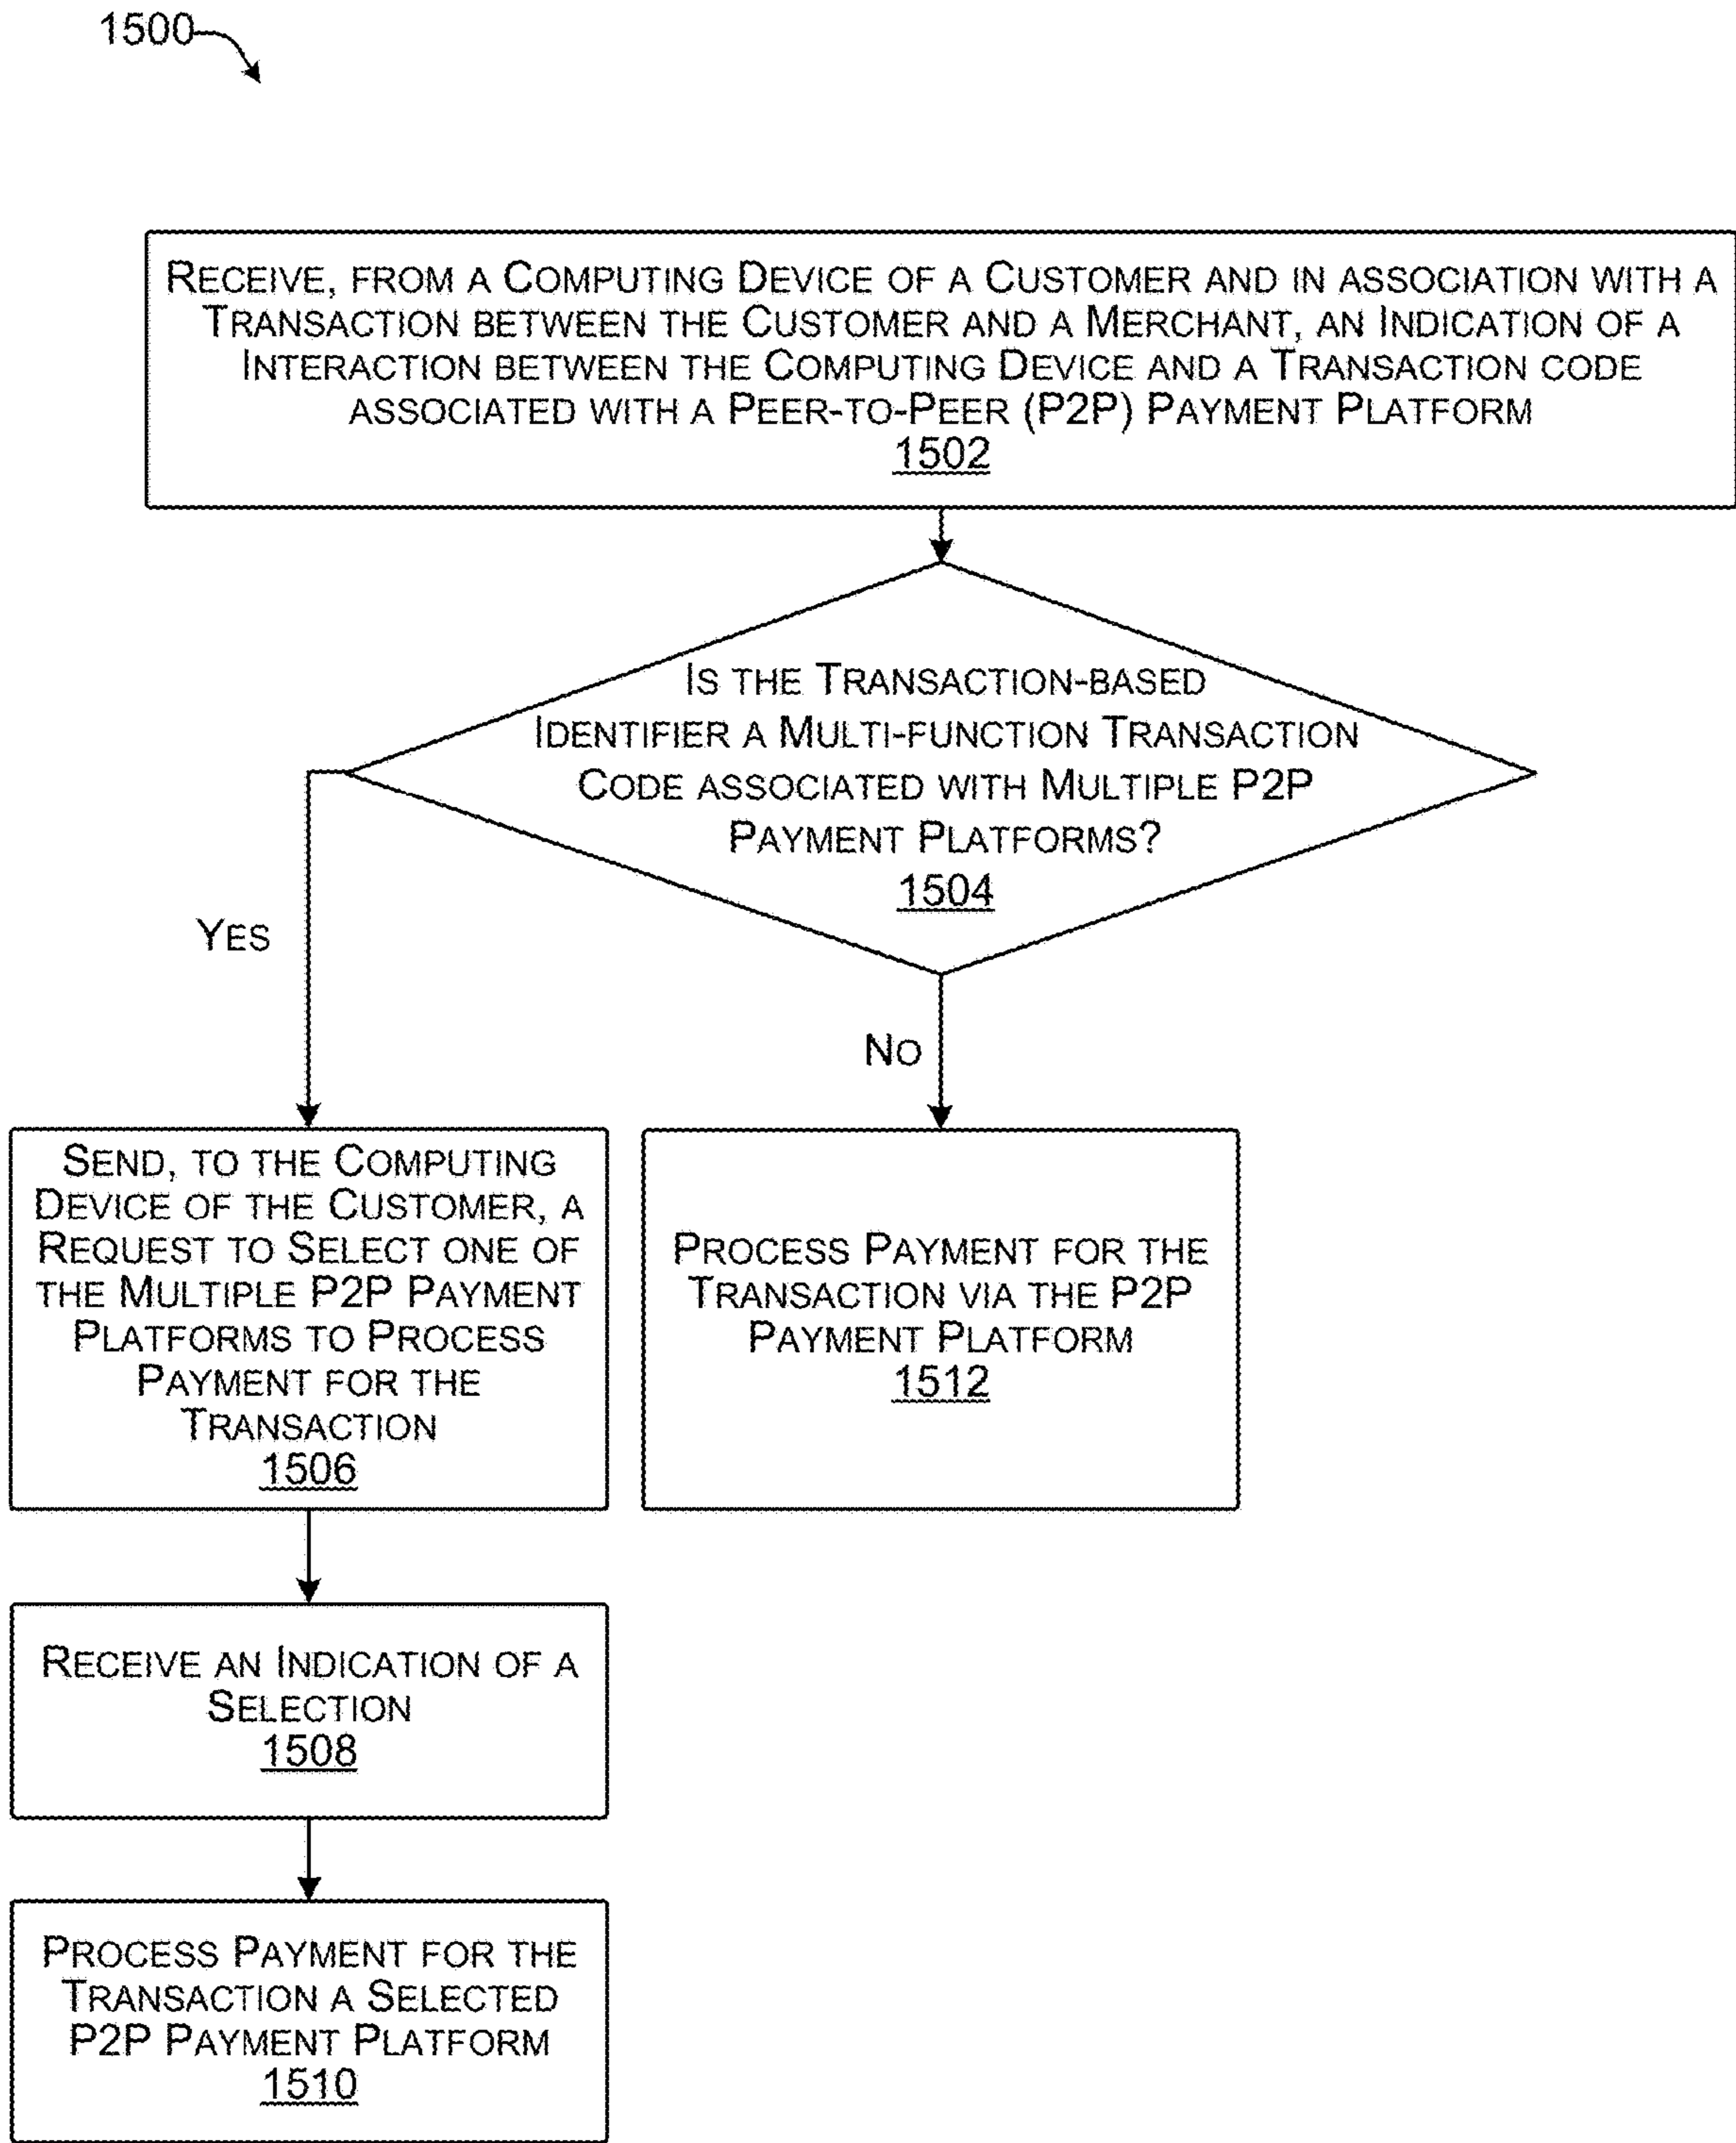 1500
RECEIVE, FROM A COMPUTING DEVICE OF A CUSTOMER AND IN ASSOCIATION WITH A
TRANSACTION BETWEEN THE CUSTOMER AND A MERCHANT, AN INDICATION OF A
INTERACTION BETWEEN THE COMPUTING DEVICE AND A TRANSACTION CODE
ASSOCIATED WITH A PEER-TO-PEER (P2P) PAYMENT PLATFORM
1502
IS THE TRANSACTION-BASED
IDENTIFIER A MULTI-FUNCTION TRANSACTION
CODE ASSOCIATED WITH MULTIPLE P2P
PAYMENT PLATFORMS?
1504
YES
NO
SEND, TO THE COMPUTING
DEVICE OF THE CUSTOMER, A
REQUEST TO SELECT ONE OF
THE MULTIPLE P2P PAYMENT
PLATFORMS TO PROCESS
PAYMENT FOR THE
TRANSACTION
1506
PROCESS PAYMENT FOR THE
TRANSACTION VIA THE P2P
PAYMENT PLATFORM
1512
RECEIVE AN INDICATION OF A
SELECTION
1508
PROCESS PAYMENT FOR THE
TRANSACTION A SELECTED
P2P PAYMENT PLATFORM
1510